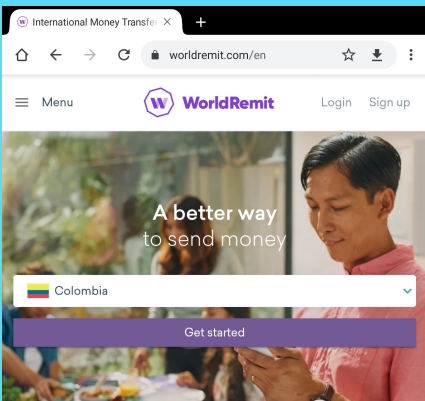 International Money Transfe
worldremit.com/en
Menu
W WorldRemit
Login Sign up
A better way
to send money
Colombia
Get started